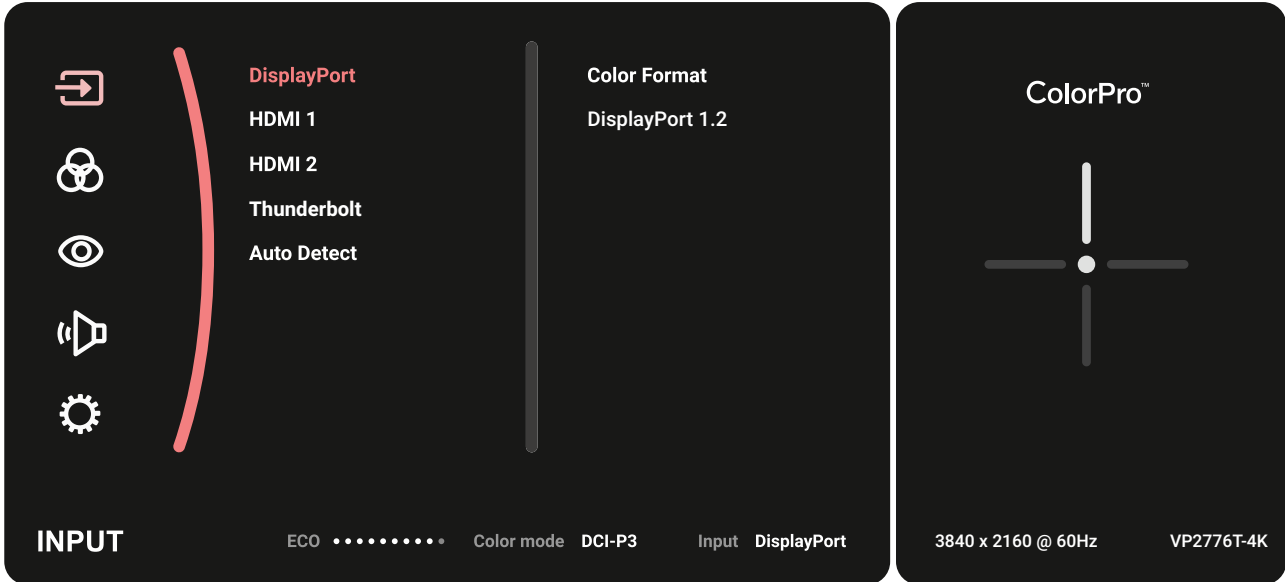 DisplayPort
HDMI 1
HDMI 2
Thunderbolt
Auto Detect
Color Format
DisplayPort 1.2
ColorPro™
INPUT
ECO
Color mode DCI-P3
Input DisplayPort
3840 x 2160 @ 60Hz
VP2776T-4K